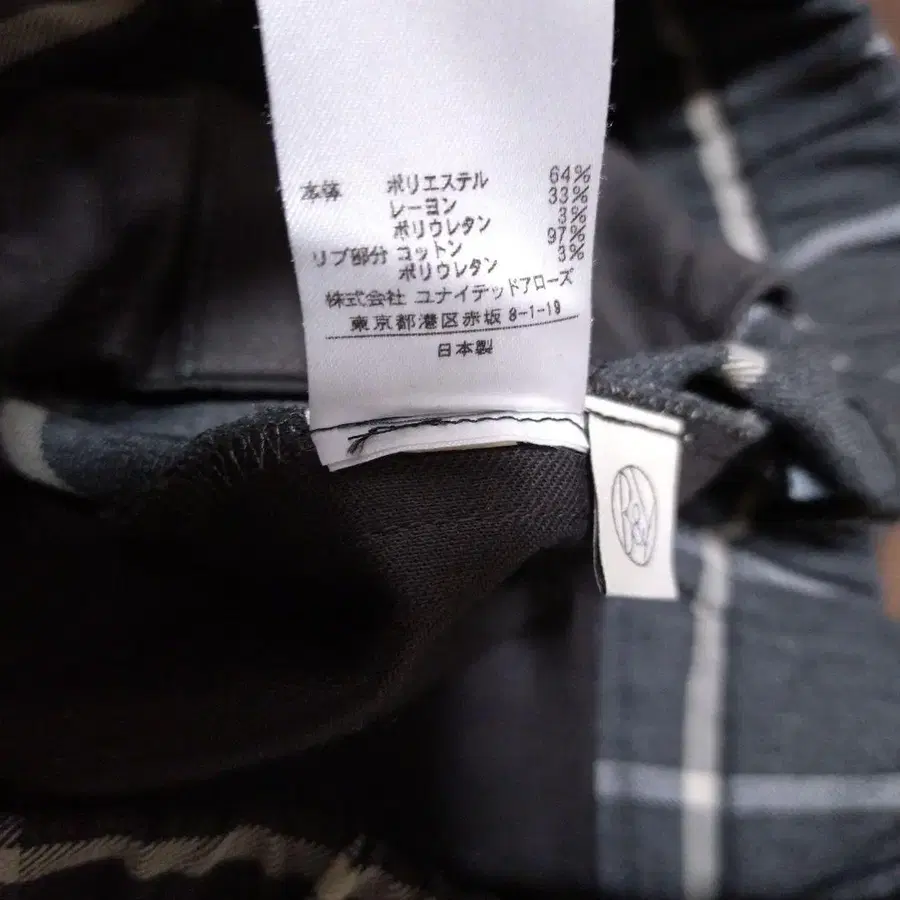 本体 ポリエステル 64%
レーヨン 33%
ポリウレタン 3%
リブ部分 コットン 97%
ポリウレタン 3%
株式会社 ユナイテッドアローズ
東京都港区赤坂 8-1-19
日本製